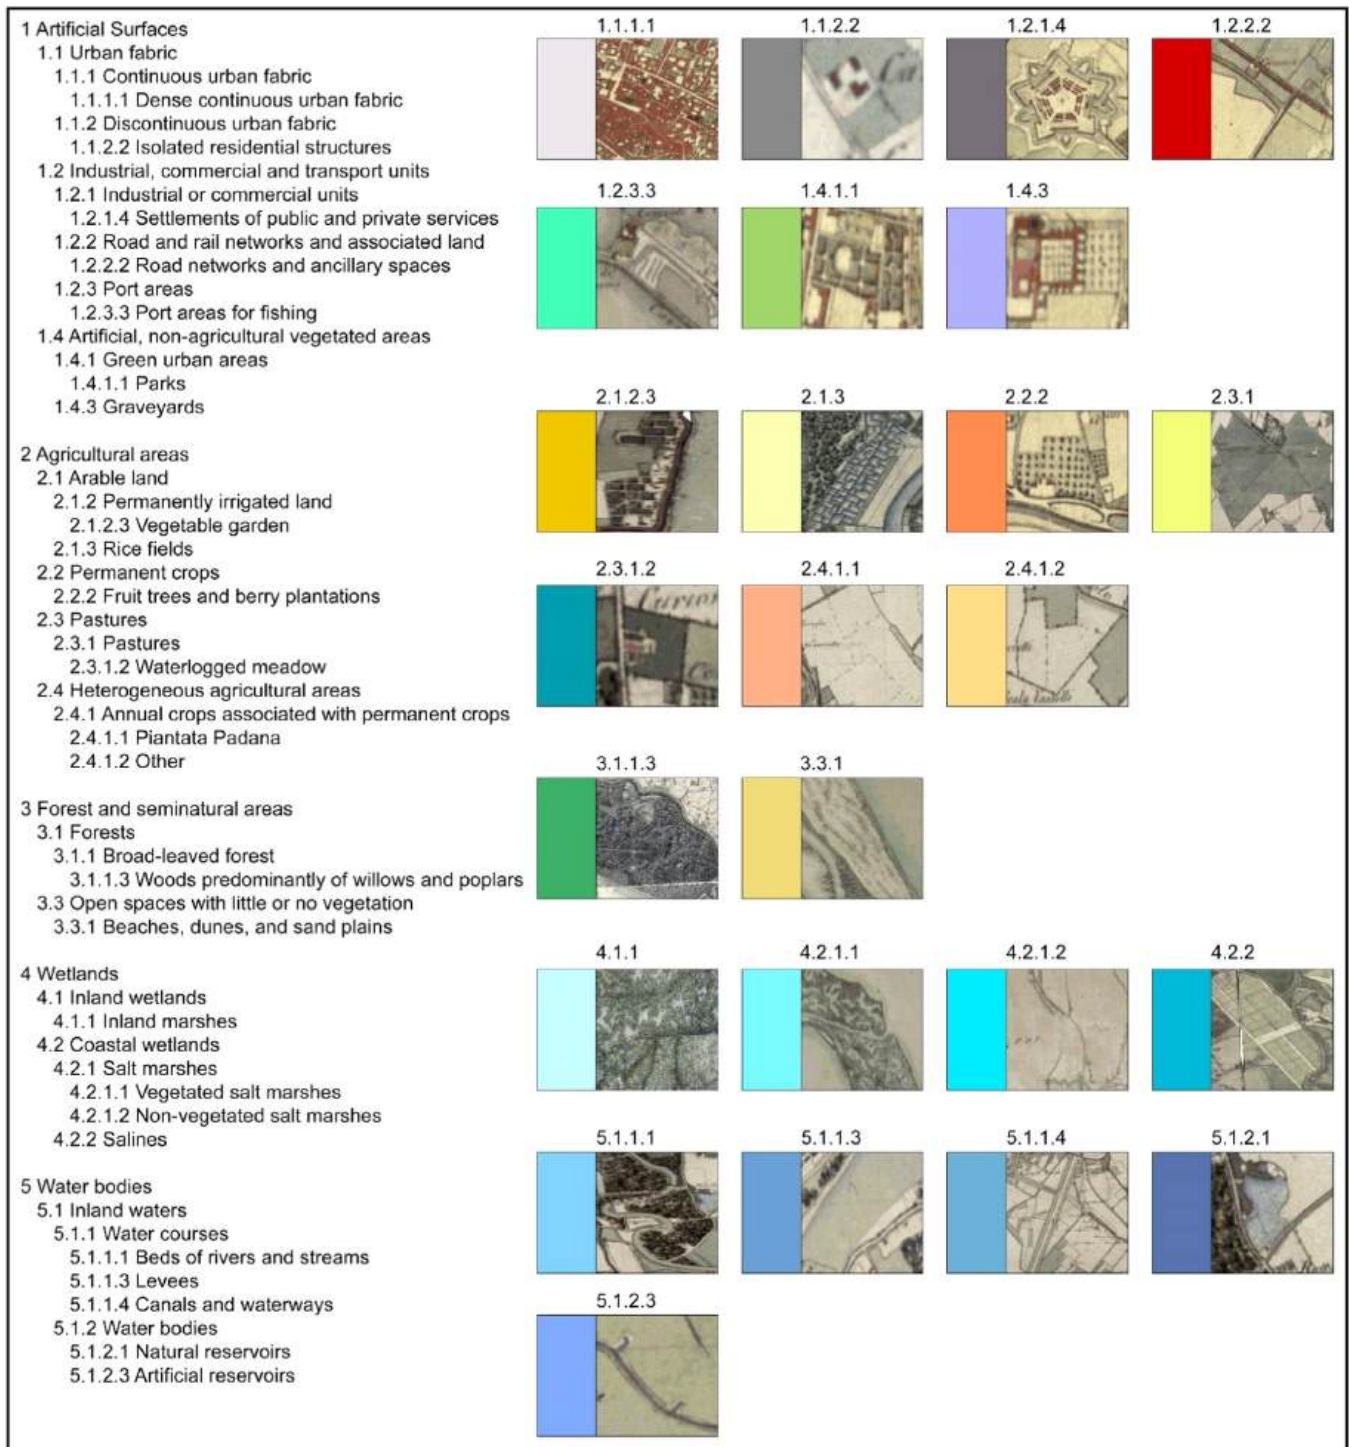 1 Artificial Surfaces
1.1 Urban fabric
1.1.1 Continuous urban fabric
1.1.1.1 Dense continuous urban fabric
1.1.2 Discontinuous urban fabric
1.1.2.2 Isolated residential structures
1.2 Industrial, commercial and transport units
1.2.1 Industrial or commercial units
1.2.1.4 Settlements of public and private services
1.2.2 Road and rail networks and associated land
1.2.2.2 Road networks and ancillary spaces
1.2.3 Port areas
1.2.3.3 Port areas for fishing
1.4 Artificial, non-agricultural vegetated areas
1.4.1 Green urban areas
1.4.1.1 Parks
1.4.3 Graveyards
1.1.1.1 1.1.2.2 1.2.1.4 1.2.2.2
1.2.3.3 1.4.1.1 1.4.3
2 Agricultural areas
2.1 Arable land
2.1.2 Permanently irrigated land
2.1.2.3 Vegetable garden
2.1.3 Rice fields
2.2 Permanent crops
2.2.2 Fruit trees and berry plantations
2.3 Pastures
2.3.1 Pastures
2.3.1.2 Waterlogged meadow
2.4 Heterogeneous agricultural areas
2.4.1 Annual crops associated with permanent crops
2.4.1.1 Piantata Padana
2.4.1.2 Other
2.1.2.3 2.1.3 2.2.2 2.3.1
2.3.1.2 2.4.1.1 2.4.1.2
3 Forest and seminatural areas
3.1 Forests
3.1.1 Broad-leaved forest
3.1.1.3 Woods predominantly of willows and poplars
3.3 Open spaces with little or no vegetation
3.3.1 Beaches, dunes, and sand plains
3.1.1.3 3.3.1
4 Wetlands
4.1 Inland wetlands
4.1.1 Inland marshes
4.2 Coastal wetlands
4.2.1 Salt marshes
4.2.1.1 Vegetated salt marshes
4.2.1.2 Non-vegetated salt marshes
4.2.2 Salines
4.1.1 4.2.1.1 4.2.1.2 4.2.2
5 Water bodies
5.1 Inland waters
5.1.1 Water courses
5.1.1.1 Beds of rivers and streams
5.1.1.3 Levees
5.1.1.4 Canals and waterways
5.1.2 Water bodies
5.1.2.1 Natural reservoirs
5.1.2.3 Artificial reservoirs
5.1.1.1 5.1.1.3 5.1.1.4 5.1.2.1
5.1.2.3